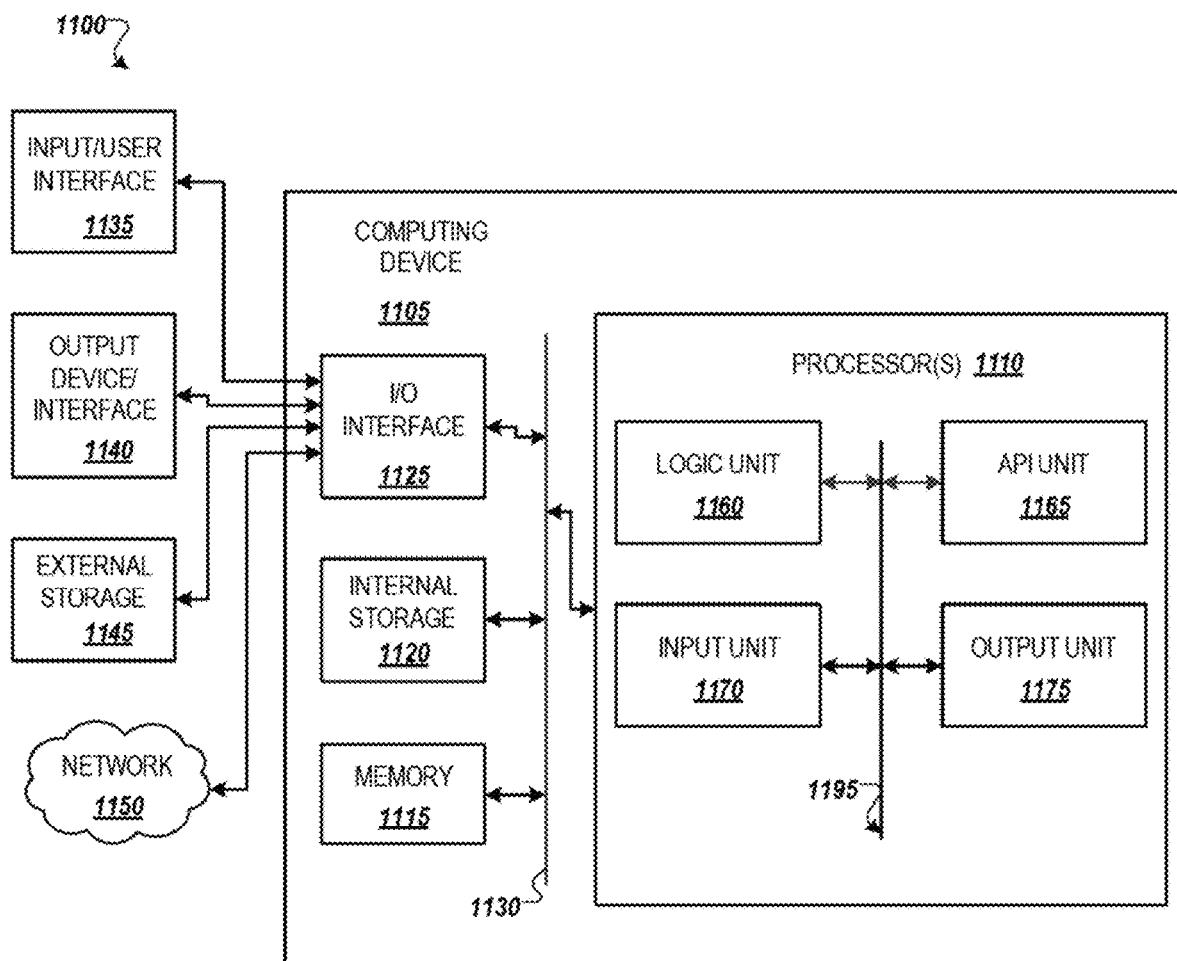 1100
INPUT/USER
INTERFACE
1135
COMPUTING
DEVICE
1105
OUTPUT
DEVICE/
INTERFACE
1140
I/O
INTERFACE
1125
PROCESSOR(S) 1110
LOGIC UNIT
1160
API UNIT
1165
EXTERNAL
STORAGE
1145
INTERNAL
STORAGE
1120
INPUT UNIT
1170
OUTPUT UNIT
1175
NETWORK
1150
MEMORY
1115
1195
1130